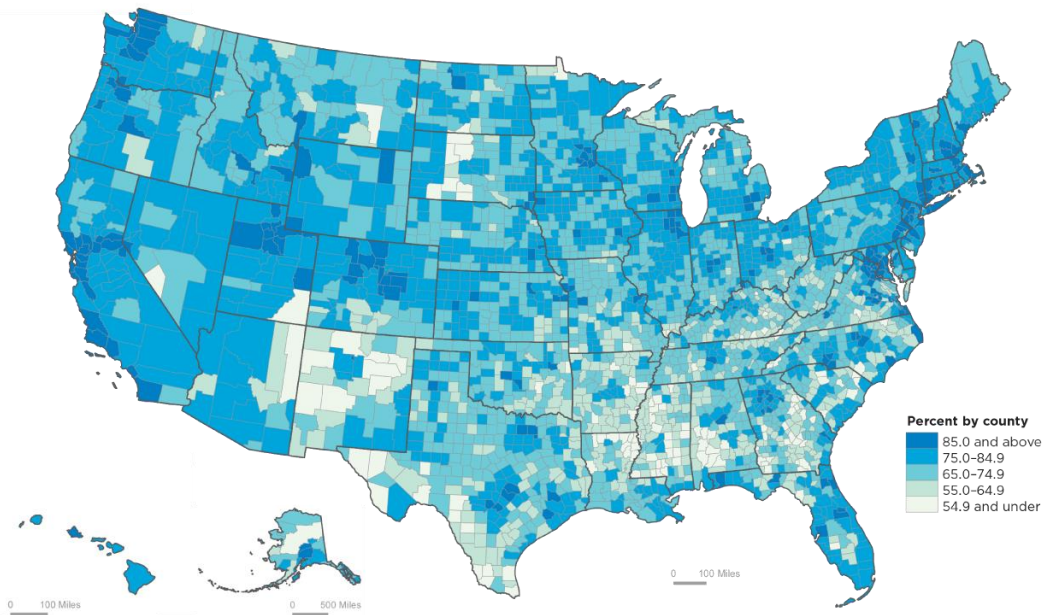 Percent by county
85.0 and above
75.0–84.9
65.0–74.9
55.0–64.9
54.9 and under
0 100 Miles
0 100 Miles
0 500 Miles